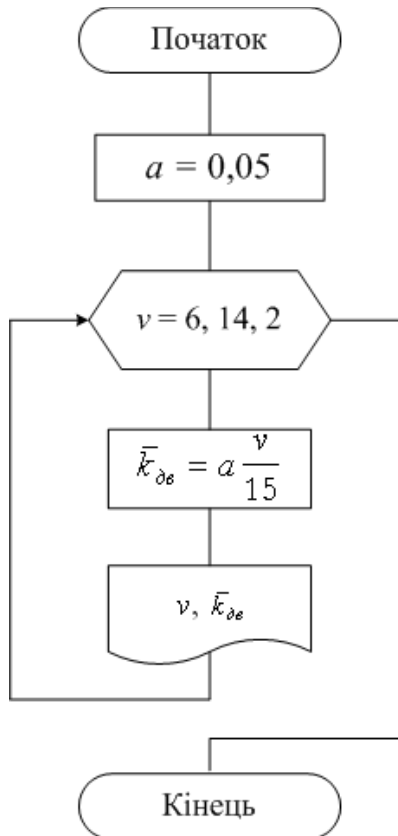 Початок
a = 0,05
v = 6, 14, 2
k̄дв = a v/15
v, k̄дв
Кінець